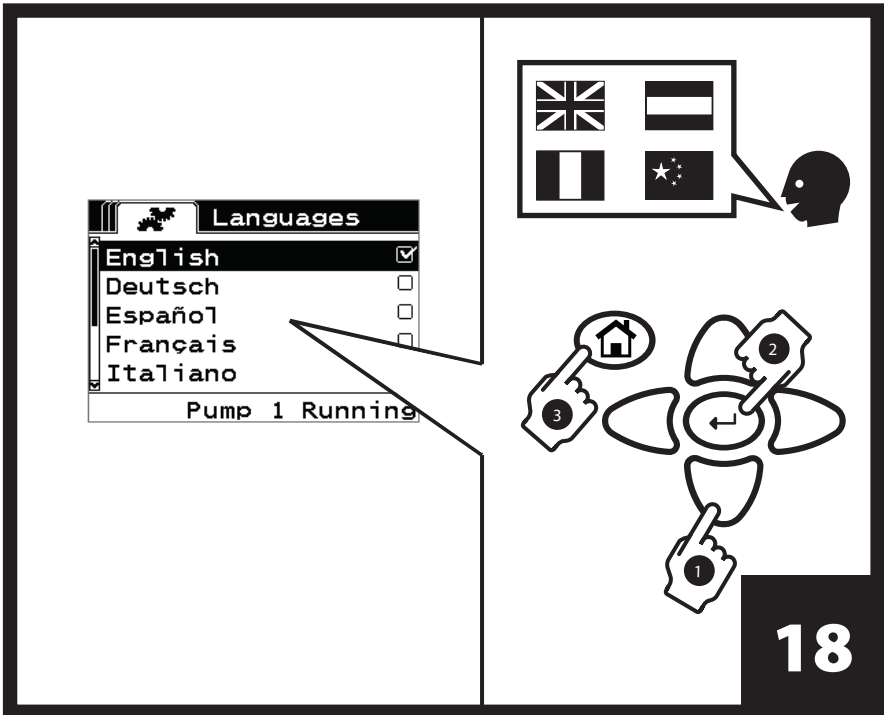 Languages
English
Deutsch
Español
Français
Italiano
Pump 1 Running
2
3
1
18